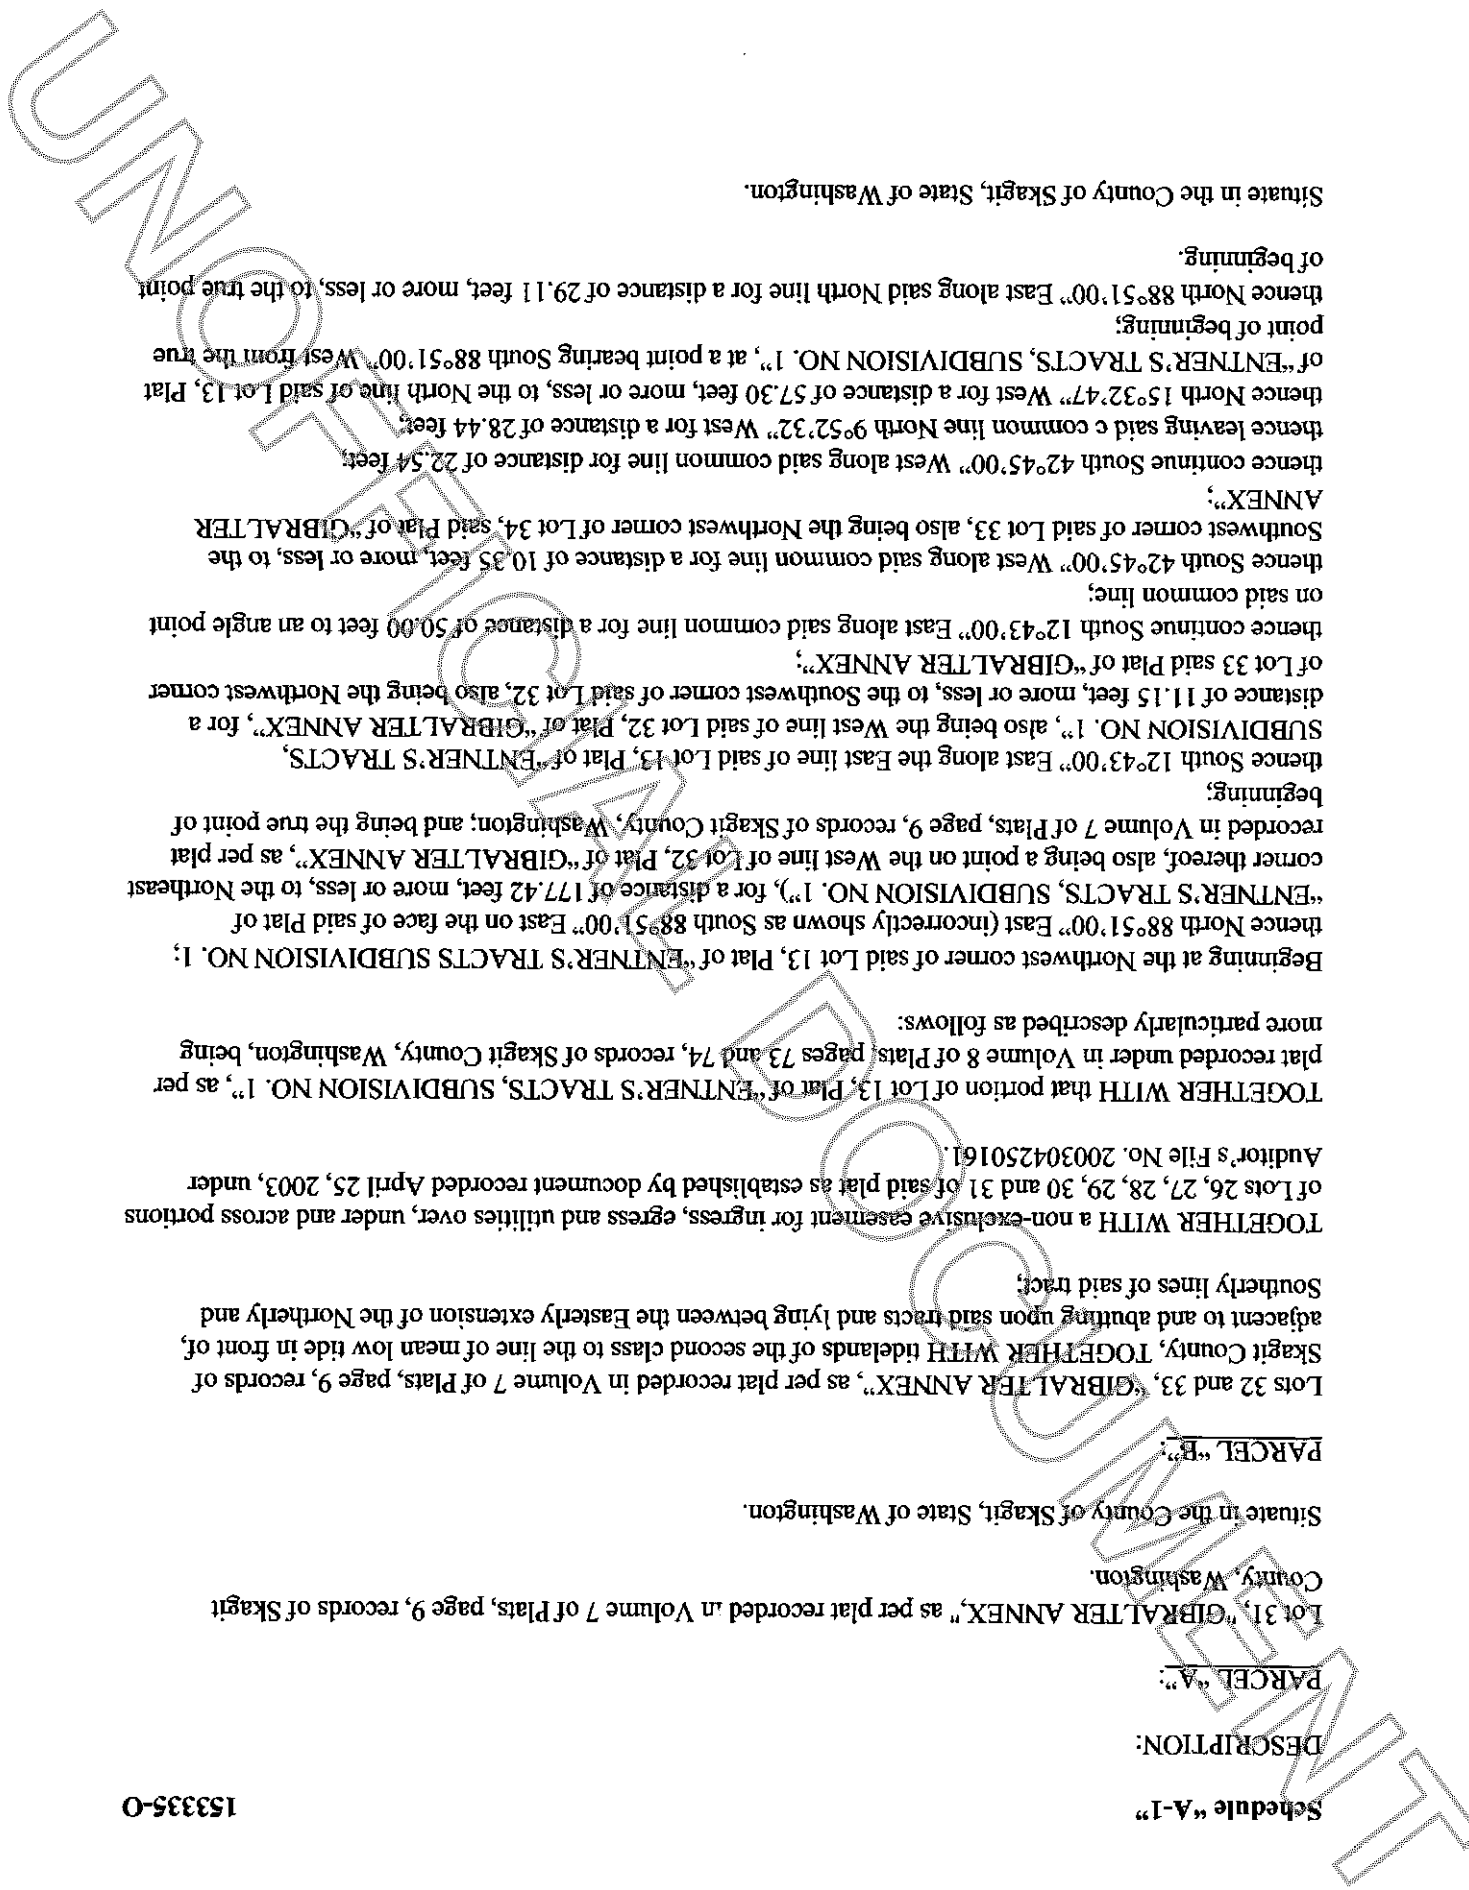 Schedule “A-1” 153335-O
DESCRIPTION:
PARCEL “A”:
Lot 31, "GIBRALTER ANNEX," as per plat recorded in Volume 7 of Plats, page 9, records of Skagit
County, Washington.
Situate in the County of Skagit, State of Washington.
PARCEL “B”:
Lots 32 and 33, “GIBRALTER ANNEX”, as per plat recorded in Volume 7 of Plats, page 9, records of
Skagit County, TOGETHER WITH tidelands of the second class to the line of mean low tide in front of,
adjacent to and abutting upon said tracts and lying between the Easterly extension of the Northerly and
Southerly lines of said tract;
TOGETHER WITH a non-exclusive easement for ingress, egress and utilities over, under and across portions
of Lots 26, 27, 28, 29, 30 and 31 of said plat as established by document recorded April 25, 2003, under
Auditor’s File No. 200304250161.
TOGETHER WITH that portion of Lot 13, Plat of “ENTNER’S TRACTS, SUBDIVISION NO. 1”, as per
plat recorded under in Volume 8 of Plats, pages 73 and 74, records of Skagit County, Washington, being
more particularly described as follows:
Beginning at the Northwest corner of said Lot 13, Plat of “ENTNER’S TRACTS SUBDIVISION NO. 1;
thence North 88°51’00” East (incorrectly shown as South 88°51’00” East on the face of said Plat of
“ENTNER’S TRACTS, SUBDIVISION NO. 1”), for a distance of 177.42 feet, more or less, to the Northeast
corner thereof, also being a point on the West line of Lot 32, Plat of “GIBRALTER ANNEX”, as per plat
recorded in Volume 7 of Plats, page 9, records of Skagit County, Washington; and being the true point of
beginning;
thence South 12°43’00” East along the East line of said Lot 13, Plat of “ENTNER’S TRACTS,
SUBDIVISION NO. 1”, also being the West line of said Lot 32, Plat of “GIBRALTER ANNEX”, for a
distance of 11.15 feet, more or less, to the Southwest corner of said Lot 32, also being the Northwest corner
of Lot 33 said Plat of “GIBRALTER ANNEX”;
thence continue South 12°43’00” East along said common line for a distance of 50.00 feet to an angle point
on said common line;
thence South 42°45’00” West along said common line for a distance of 10.35 feet, more or less, to the
Southwest corner of said Lot 33, also being the Northwest corner of Lot 34, said Plat of “GIBRALTER
ANNEX”;
thence continue South 42°45’00” West along said common line for distance of 22.54 feet;
thence leaving said c common line North 9°52’32” West for a distance of 28.44 feet;
thence North 15°32’47” West for a distance of 57.30 feet, more or less, to the North line of said Lot 13, Plat
of “ENTNER’S TRACTS, SUBDIVISION NO. 1”, at a point bearing South 88°51’00” West from the true
point of beginning;
thence North 88°51’00” East along said North line for a distance of 29.11 feet, more or less, to the true point
of beginning.
Situate in the County of Skagit, State of Washington.
UNOFFICIAL DOCUMENT